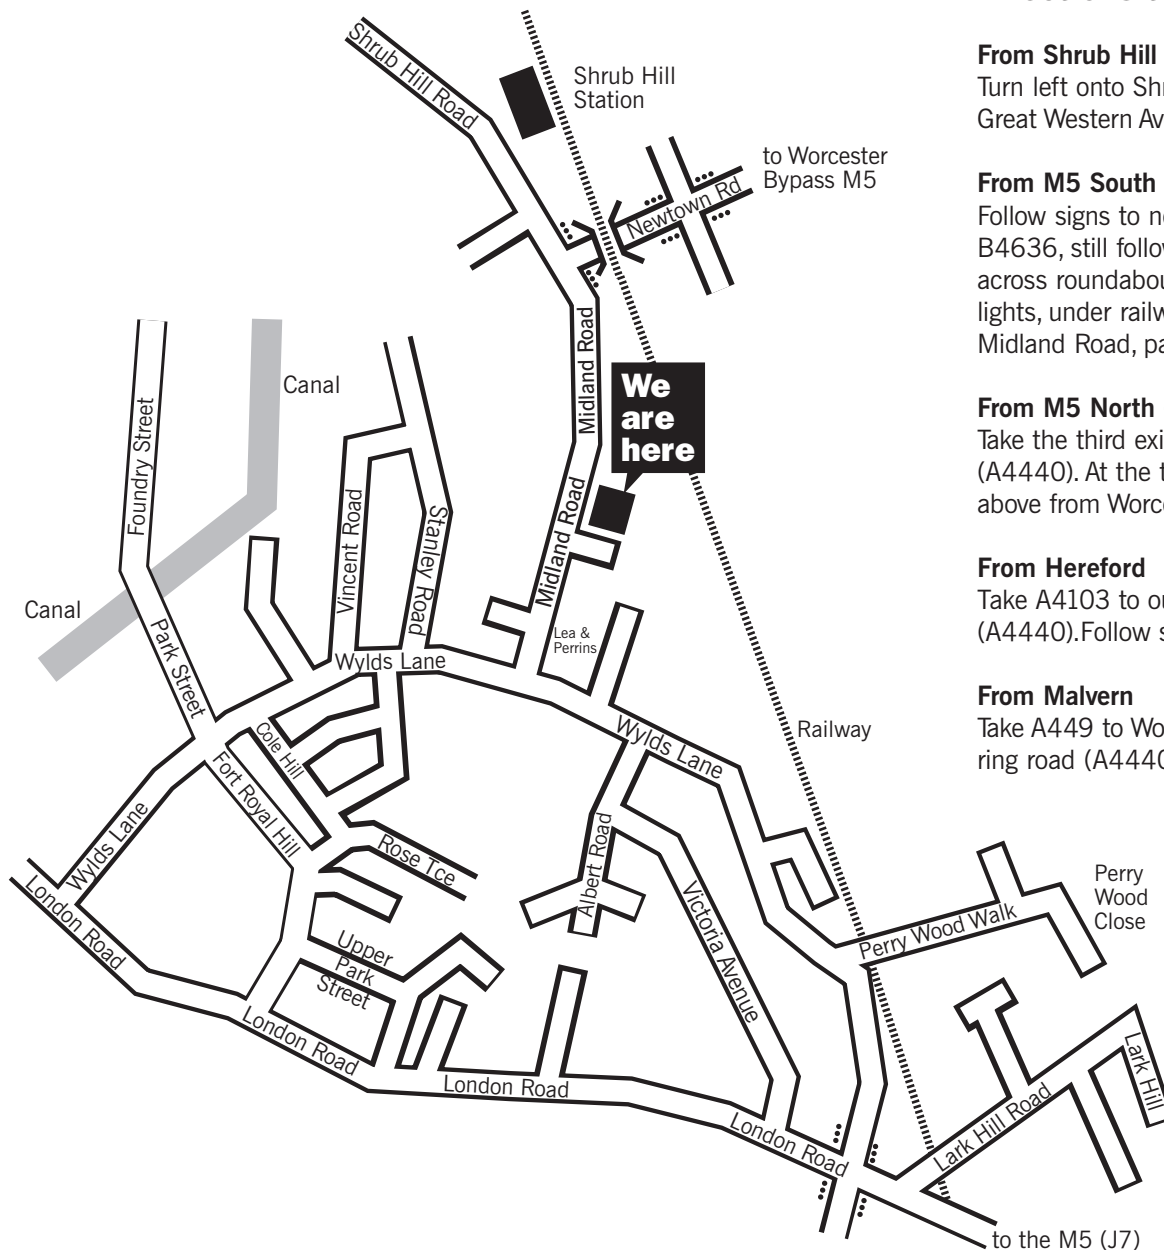 Shrub Hill Road
Shrub Hill
Station
to Worcester
Bypass M5
Newtown Rd
Midland Road
We
are
here
Canal
Foundry Street
Vincent Road
Stanley Road
Midland Road
Canal
Park Street
Lea &
Perrins
Wylds Lane
Cole Hill
Fort Royal Hill
Wylds Lane
Railway
Wylds Lane
Rose Tce
Albert Road
Victoria Avenue
London Road
Upper
Park
Street
Perry Wood Walk
Perry
Wood
Close
London Road
London Road
London Road
Lark Hill Road
Lark Hill
to the M5 (J7)
From Shrub Hill
Turn left onto Sh
Great Western Av
From M5 South
Follow signs to n
B4636, still follow
across roundabou
lights, under railw
Midland Road, pa
From M5 North
Take the third exi
(A4440). At the t
above from Worc
From Hereford
Take A4103 to ou
(A4440).Follow s
From Malvern
Take A449 to Wo
ring road (A4440